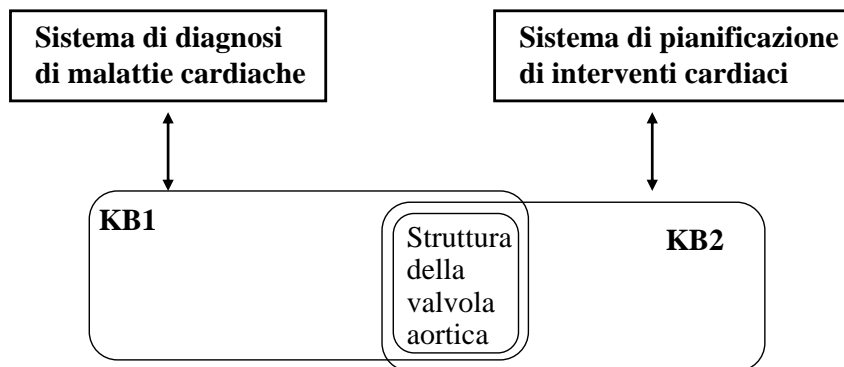 Sistema di diagnosi
di malattie cardiache
Sistema di pianificazione
di interventi cardiaci
KB1
Struttura
della
valvola
aortica
KB2